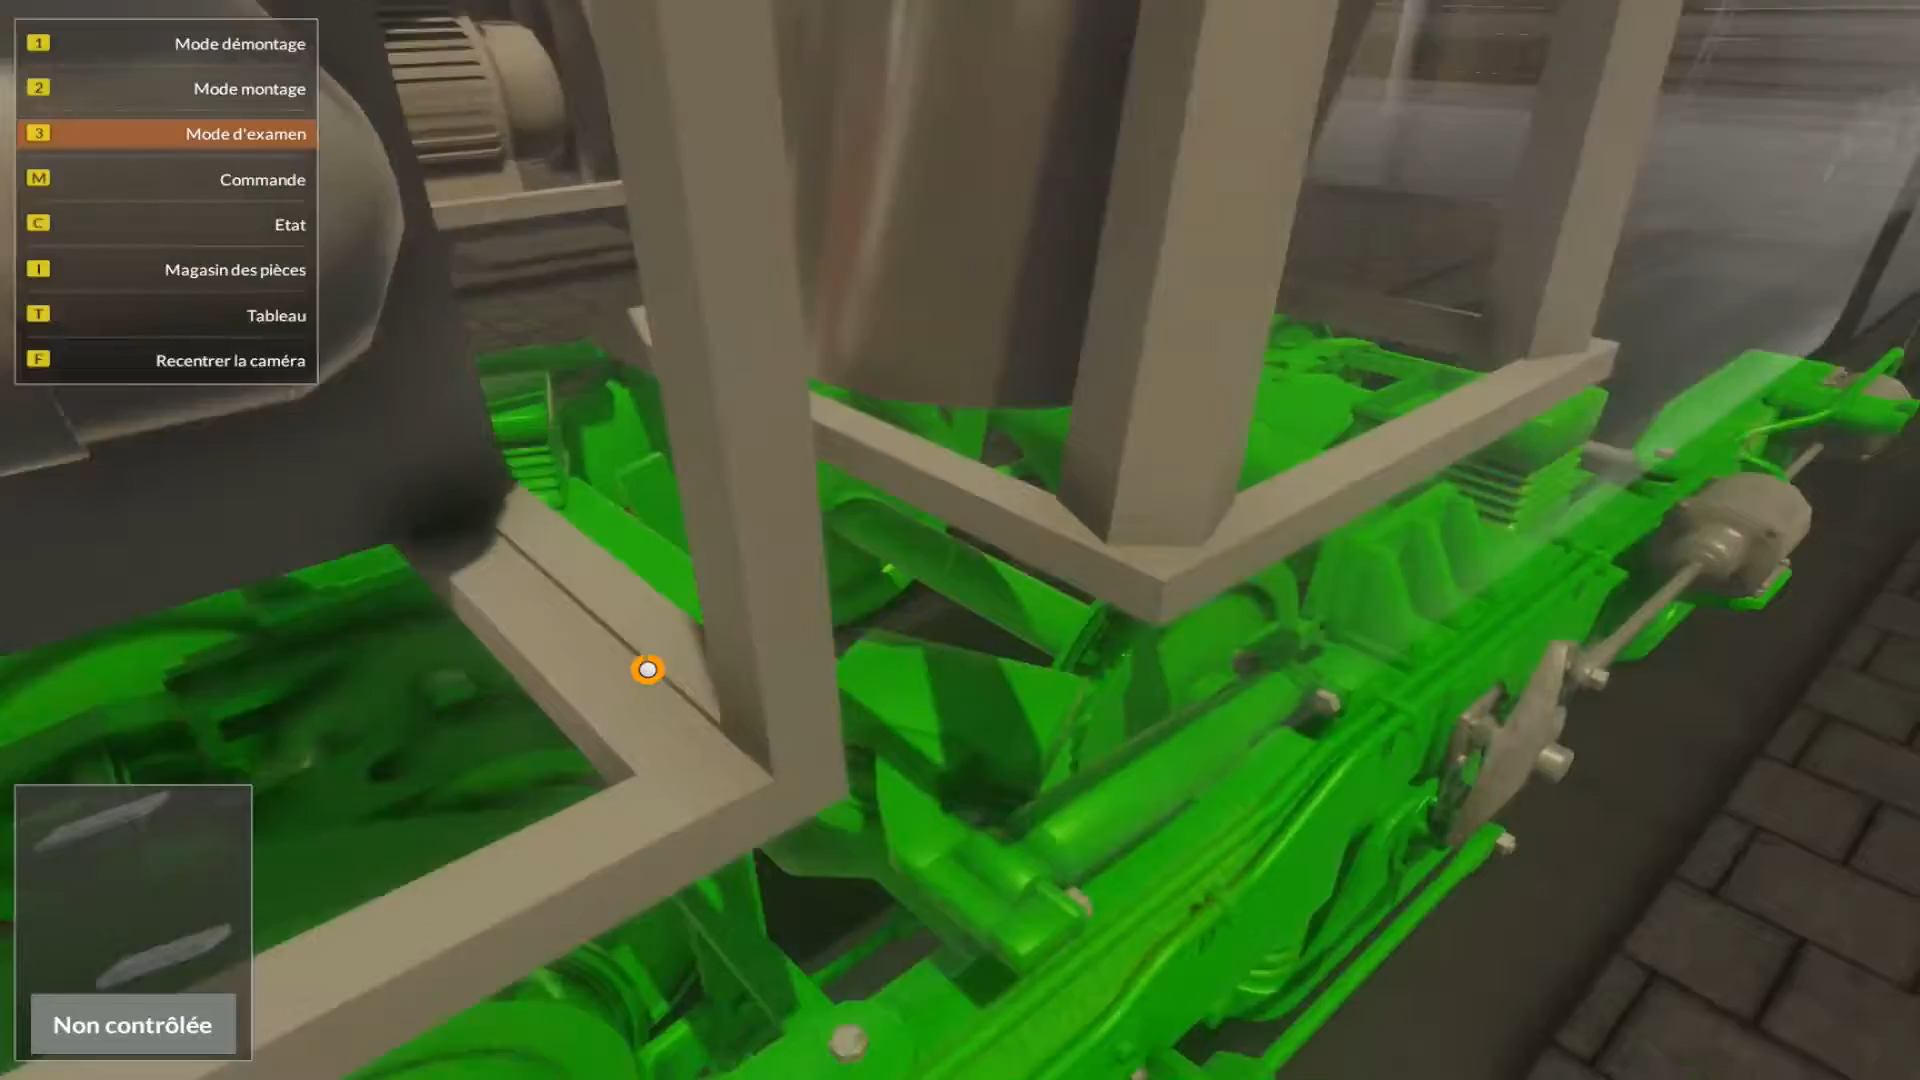 1 Mode démontage
2 Mode montage
3 Mode d'examen
M Commande
C Etat
I Magasin des pièces
T Tableau
F Recentrer la caméra
Non contrôlée